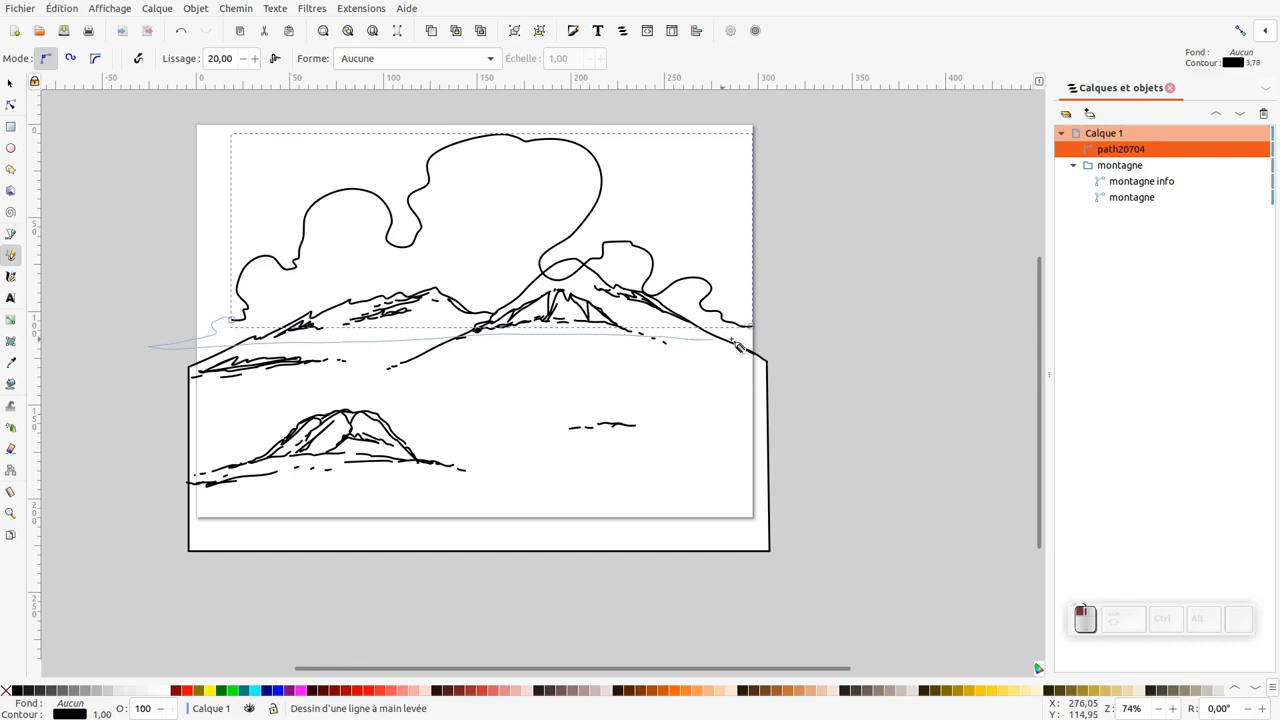 Fichier Édition Affichage Calque Objet Chemin Texte Filtres Extensions Aide
Mode: Lissage: 20,00 Forme: Aucune Échelle : 1,00
Fond : Aucun
Contour : 3,78
-50 0 50 100 150 200 250 300 350 400
Calques et objets
Calque 1
path20704
montagne
montagne info
montagne
Ctrl Alt
Fond : Aucun
Contour : 1,00
O: 100
Calque 1
Dessin d'une ligne à main levée
X : 276,05
Y : 114,95
Z: 74%
R: 0,00°